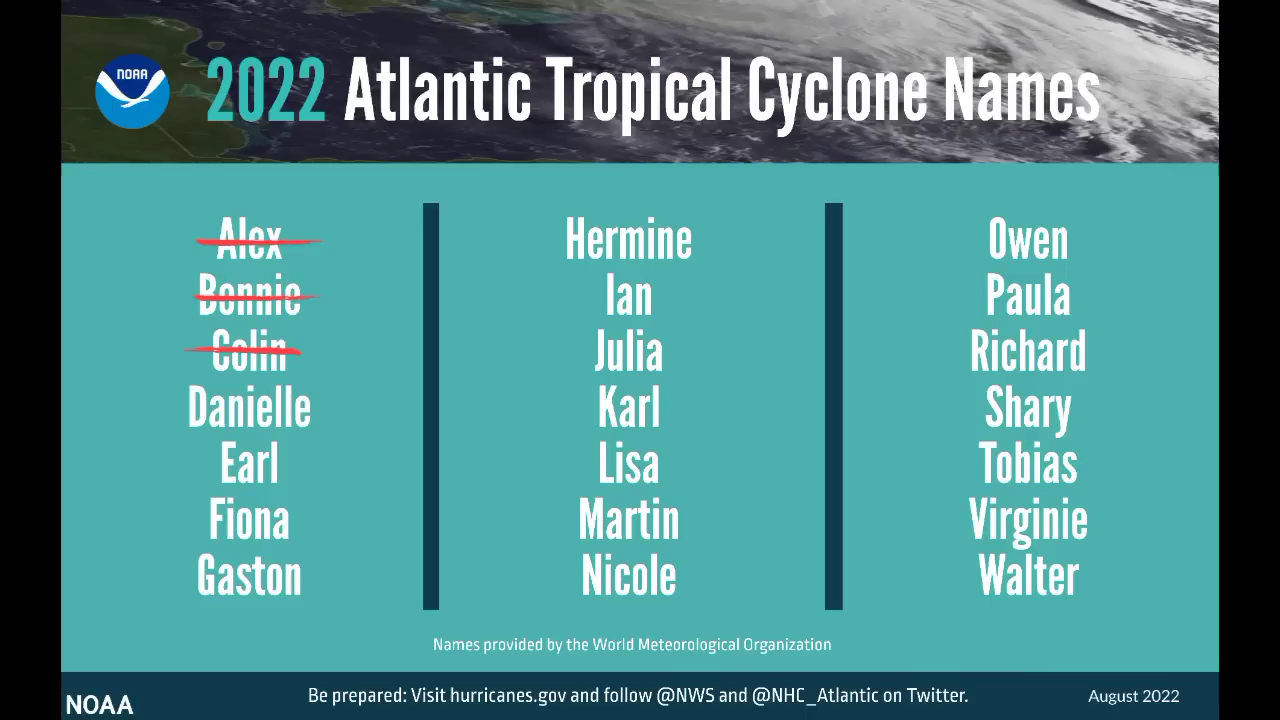 NOAA
2022 Atlantic Tropical Cyclone Names
Alex
Bonnie
Colin
Danielle
Earl
Fiona
Gaston
Hermine
Ian
Julia
Karl
Lisa
Martin
Nicole
Owen
Paula
Richard
Shary
Tobias
Virginie
Walter
Names provided by the World Meteorological Organization
Be prepared: Visit hurricanes.gov and follow @NWS and @NHC_Atlantic on Twitter.
August 2022
NOAA